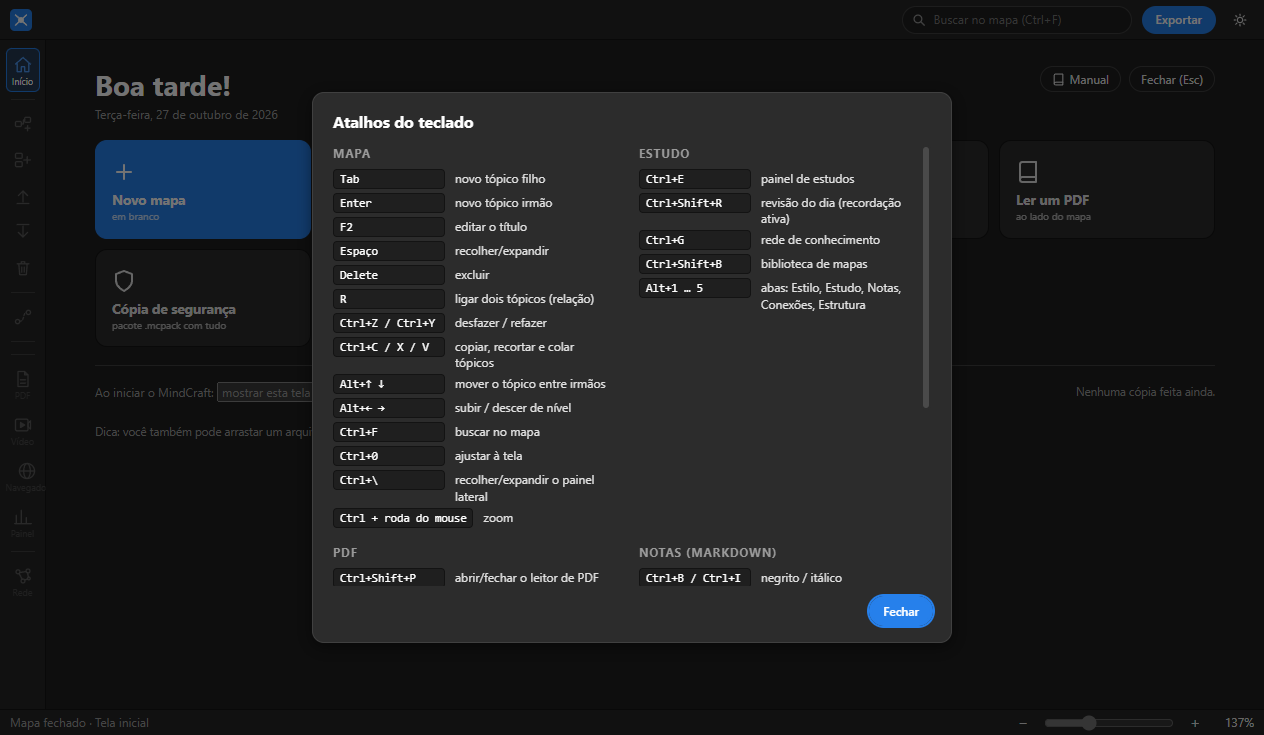 Buscar no mapa (Ctrl+F)
Exportar
Início
Boa tarde!
Terça-feira, 27 de outubro de 2026
Manual
Fechar (Esc)
Novo mapa
em branco
Ler um PDF
ao lado do mapa
Cópia de segurança
pacote .mcpack com tudo
Ao iniciar o MindCraft: mostrar esta tela
Nenhuma cópia feita ainda.
Dica: você também pode arrastar um arqui
PDF
Vídeo
Navegado
Painel
Rede
Atalhos do teclado
MAPA
Tab novo tópico filho
Enter novo tópico irmão
F2 editar o título
Espaço recolher/expandir
Delete excluir
R ligar dois tópicos (relação)
Ctrl+Z / Ctrl+Y desfazer / refazer
Ctrl+C / X / V copiar, recortar e colar
tópicos
Alt+↑ ↓ mover o tópico entre irmãos
Alt+← → subir / descer de nível
Ctrl+F buscar no mapa
Ctrl+0 ajustar à tela
Ctrl+\ recolher/expandir o painel
lateral
Ctrl + roda do mouse zoom
ESTUDO
Ctrl+E painel de estudos
Ctrl+Shift+R revisão do dia (recordação
ativa)
Ctrl+G rede de conhecimento
Ctrl+Shift+B biblioteca de mapas
Alt+1 … 5 abas: Estilo, Estudo, Notas,
Conexões, Estrutura
PDF
Ctrl+Shift+P abrir/fechar o leitor de PDF
NOTAS (MARKDOWN)
Ctrl+B / Ctrl+I negrito / itálico
Fechar
Mapa fechado · Tela inicial
− + 137%